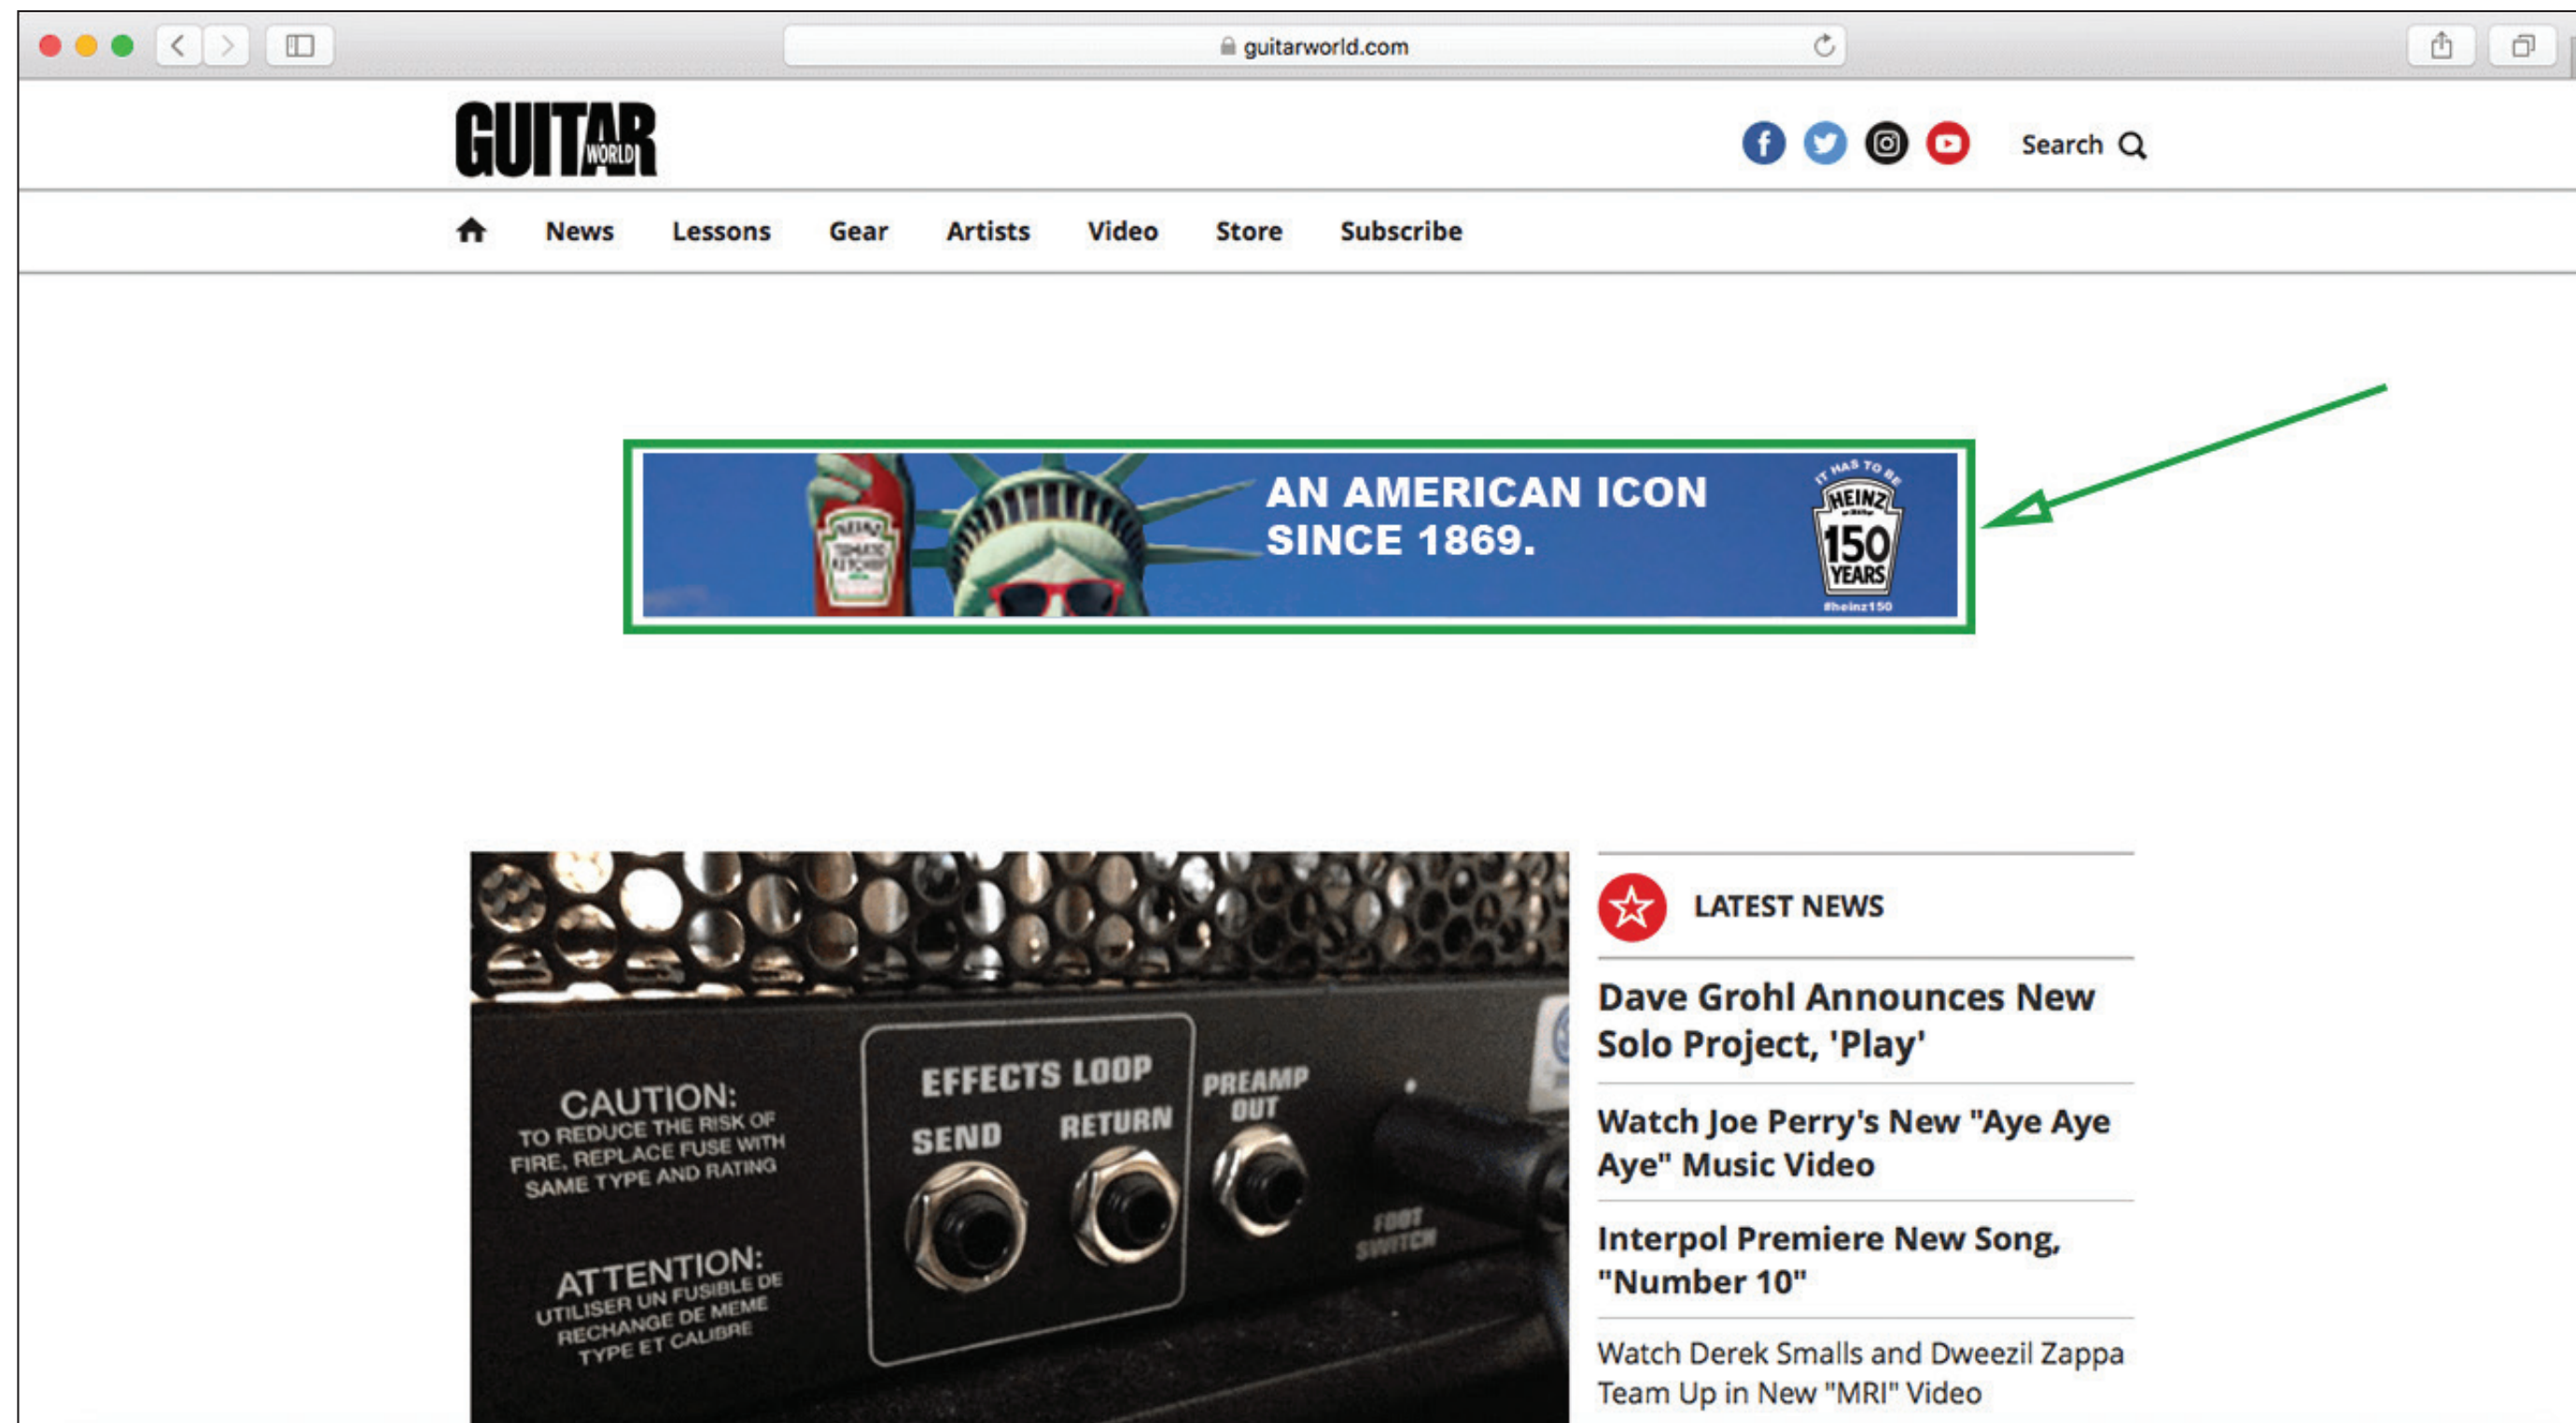 guitarworld.com
GUITAR
WORLD
Search
News Lessons Gear Artists Video Store Subscribe
AN AMERICAN ICON
SINCE 1869.
IT HAS TO BE
HEINZ
150
YEARS
#heinz150
HEINZ
TOMATO
KETCHUP
LATEST NEWS
Dave Grohl Announces New
Solo Project, 'Play'
Watch Joe Perry's New "Aye Aye
Aye" Music Video
Interpol Premiere New Song,
"Number 10"
Watch Derek Smalls and Dweezil Zappa
Team Up in New "MRI" Video
CAUTION:
TO REDUCE THE RISK OF
FIRE, REPLACE FUSE WITH
SAME TYPE AND RATING
ATTENTION:
UTILISER UN FUSIBLE DE
RECHANGE DE MEME
TYPE ET CALIBRE
EFFECTS LOOP
SEND
RETURN
PREAMP
OUT
FOOT
SWITCH